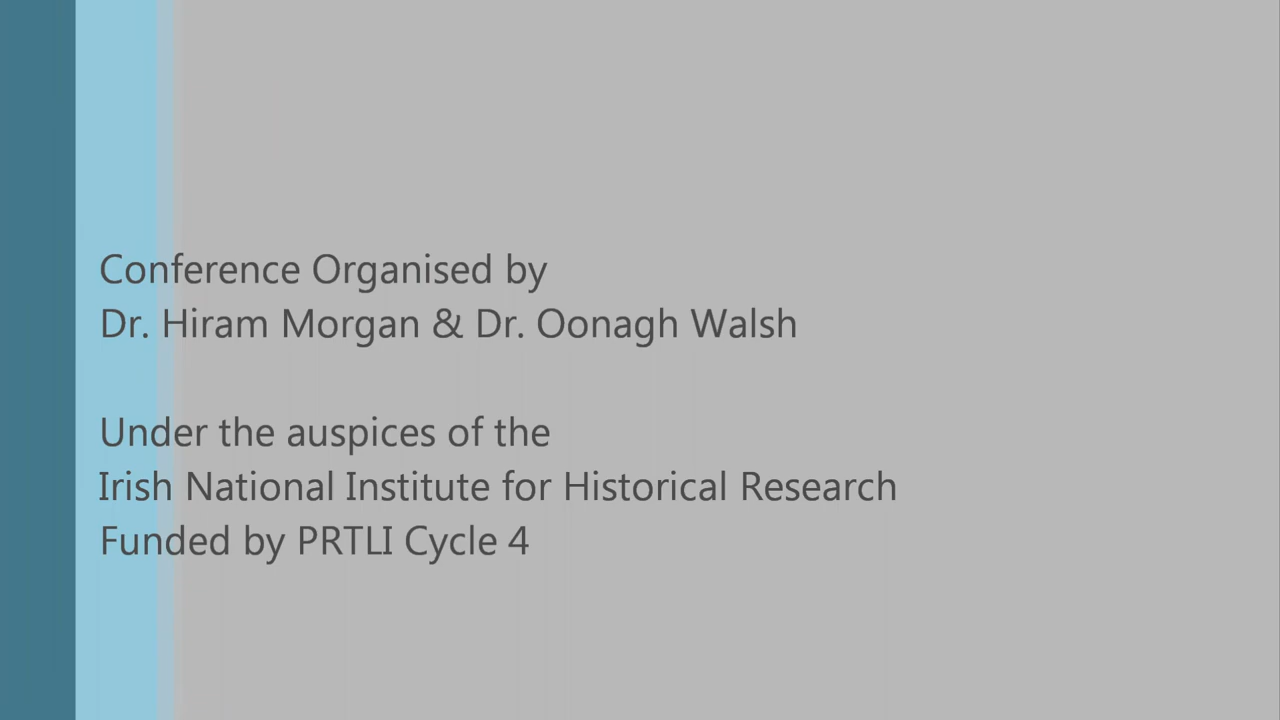 Conference Organised by
Dr. Hiram Morgan & Dr. Oonagh Walsh
Under the auspices of the
Irish National Institute for Historical Research
Funded by PRTLI Cycle 4